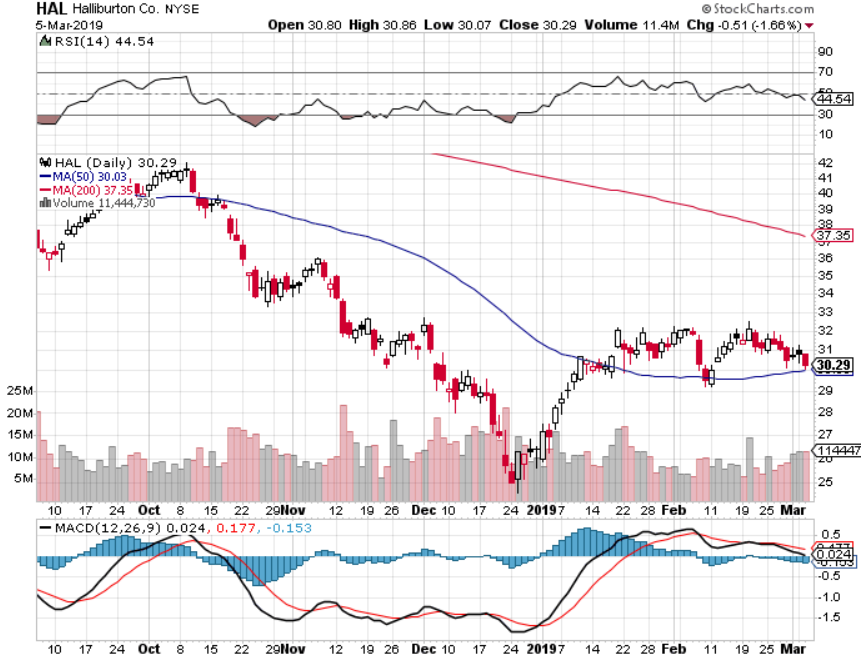 HAL Halliburton Co. NYSE © StockCharts.com
5-Mar-2019 Open 30.80 High 30.86 Low 30.07 Close 30.29 Volume 11.4M Chg -0.51 (-1.66%)
RSI(14) 44.54
90
70
44.54
30
10
HAL (Daily) 30.29
MA(50) 30.03
MA(200) 37.35
Volume 11,444,730
42
41
40
39
38
37.35
36
35
34
33
32
31
30.29
29
28
27
114447
25
25M
20M
15M
10M
5M
10 17 24 Oct 8 15 22 29 Nov 12 19 26 Dec 10 17 24 2019 7 14 22 28 Feb 11 19 25 Mar
MACD(12,26,9) 0.024, 0.177, -0.153
0.5
0.024
-0.5
-1.0
-1.5
10 17 24 Oct 8 15 22 29 Nov 12 19 26 Dec 10 17 24 2019 7 14 22 28 Feb 11 19 25 Mar